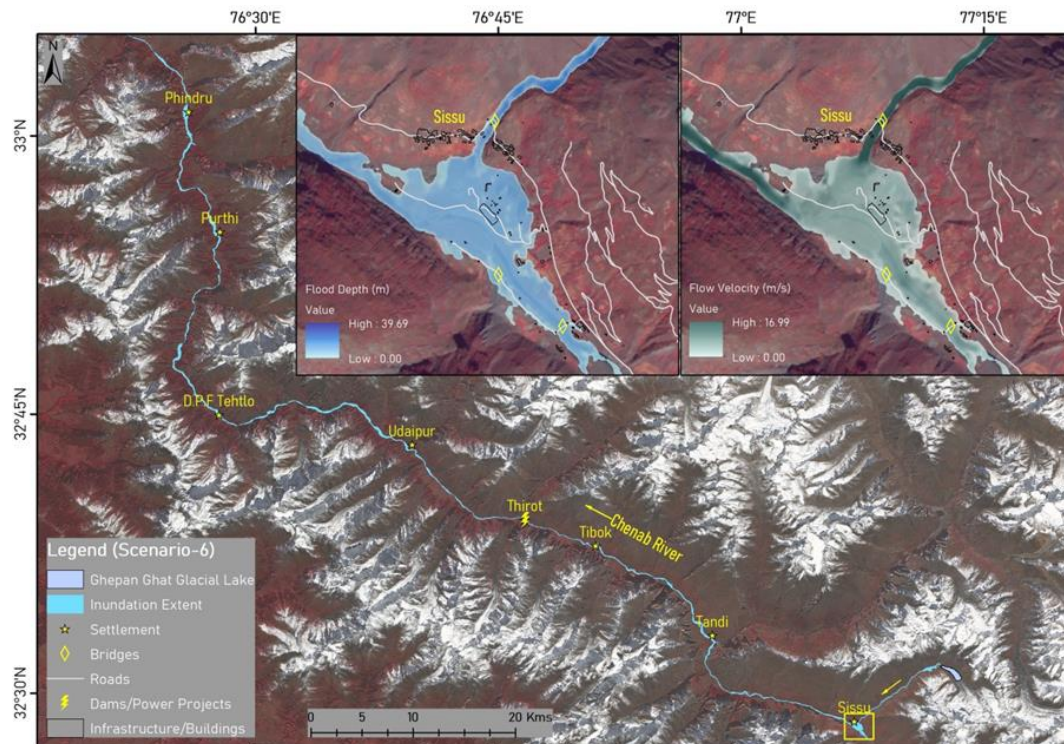 76°30'E 76°45'E 77°E 77°15'E
N
33°N
32°45'N
32°30'N
Phindru
Purthi
D.P.F Tehtlo
Udaipur
Thirot
Tibok
Chenab River
Tandi
Sissu
Sissu
Flood Depth (m)
Value
High : 39.69
Low : 0.00
Sissu
Flow Velocity (m/s)
Value
High : 16.99
Low : 0.00
Legend (Scenario-6)
Ghepan Ghat Glacial Lake
Inundation Extent
Settlement
Bridges
Roads
Dams/Power Projects
Infrastructure/Buildings
0 5 10 20 Kms